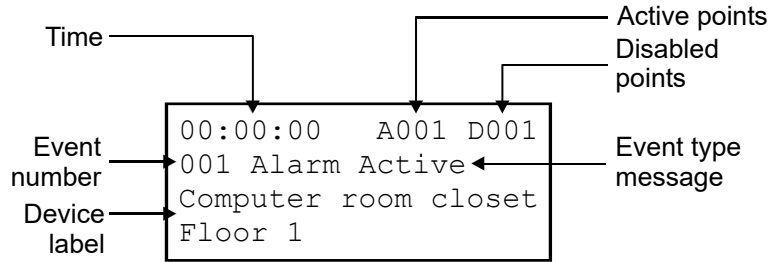 Active points
Time
Disabled
points
00:00:00 A001 D001
Event
number
001 Alarm Active
Event type
message
Computer room closet
Device
label
Floor 1